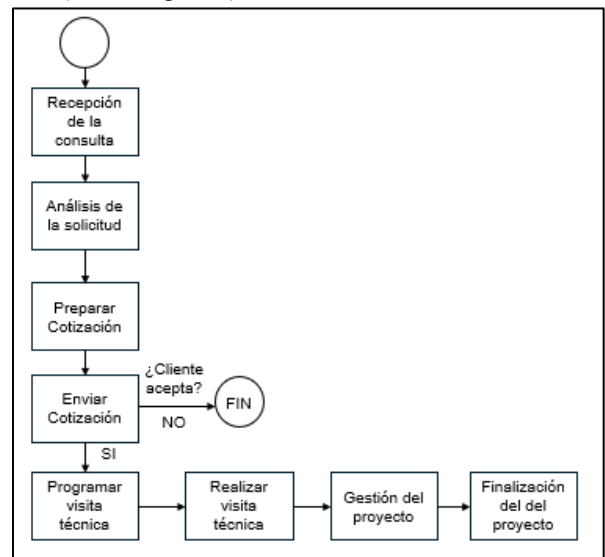 Recepción
de la
consulta
Análisis de
la solicitud
Preparar
Cotización
Enviar
Cotización
¿Cliente
acepta?
NO
FIN
SI
Programar
visita
técnica
Realizar
visita
técnica
Gestión del
proyecto
Finalización
del del
proyecto